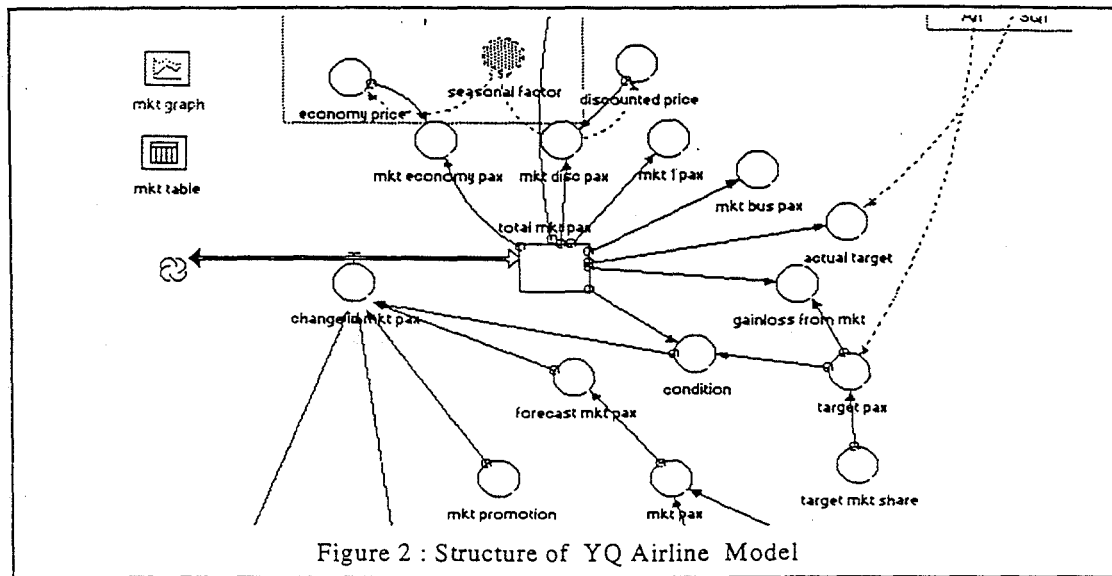 seasonal factor
economy price
discounted price
mkt graph
mkt table
mkt economy pax
mkt disc pax
mkt 1 pax
mkt bus pax
total mkt pax
actual target
gainloss from mkt
change in mkt pax
condition
target pax
forecast mkt pax
mkt promotion
mkt pax
target mkt share
Figure 2 : Structure of YQ Airline Model